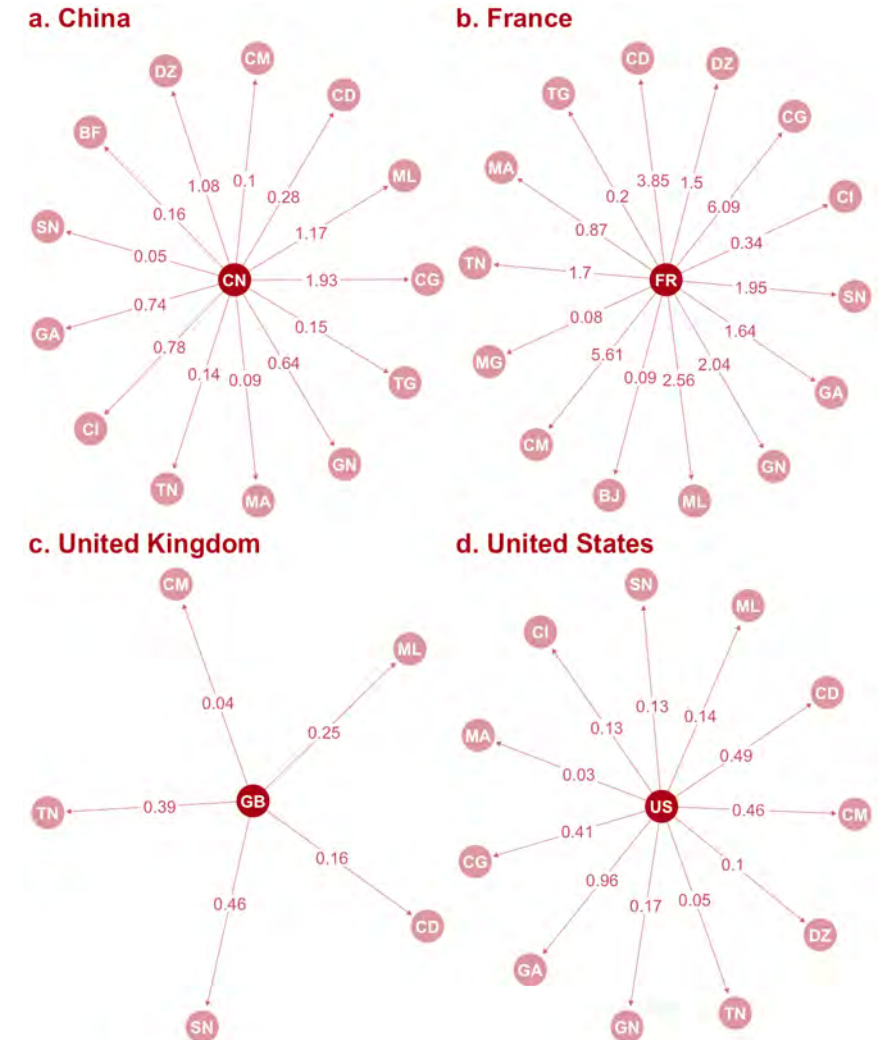 a. China
b. France
CM
DZ
CD
BF
ML
SN
1.08
0.1
0.28
0.16
1.17
0.05
CN
1.93
CG
0.74
0.15
GA
0.78
0.14
0.09
0.64
TG
CI
GN
TN
MA
CD
DZ
TG
CG
MA
3.85
1.5
0.2
6.09
CI
0.87
0.34
TN
1.7
FR
1.95
SN
0.08
1.64
MG
5.61
0.09
2.56
2.04
GA
CM
GN
BJ
ML
c. United Kingdom
d. United States
CM
ML
0.04
0.25
TN
0.39
GB
0.16
0.46
CD
SN
SN
ML
CI
CD
0.13
0.13
0.14
MA
0.49
0.03
US
0.46
CM
0.41
0.1
CG
0.96
0.17
0.05
DZ
GA
GN
TN